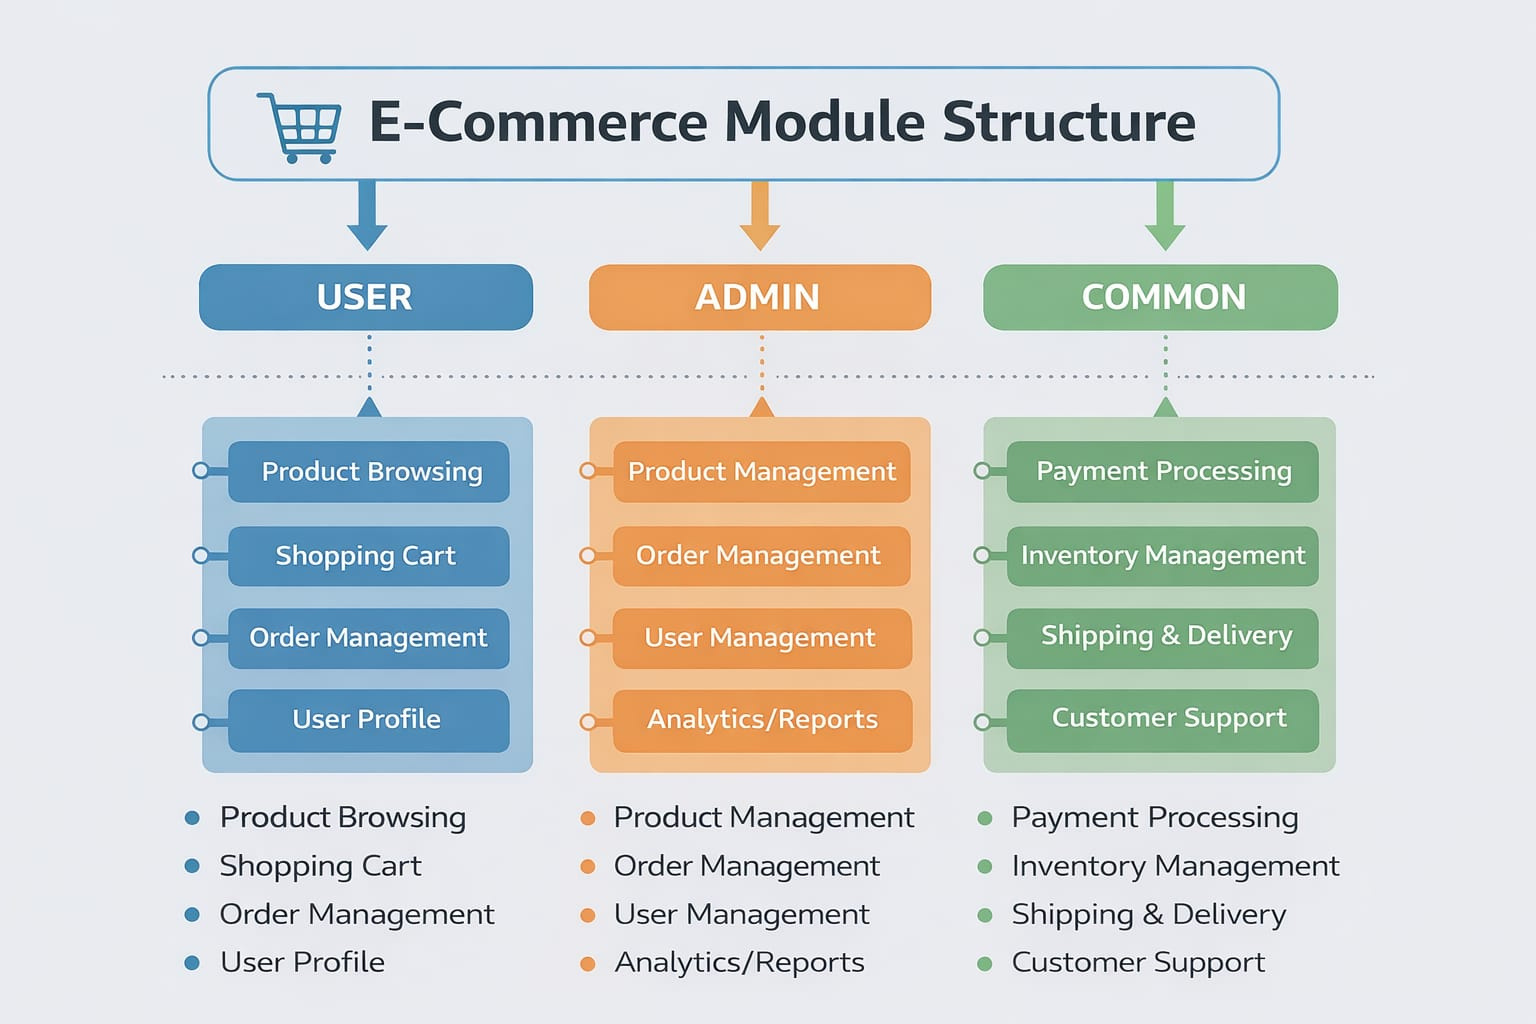 E-Commerce Module Structure
USER
ADMIN
COMMON
Product Browsing
Shopping Cart
Order Management
User Profile
Product Management
Order Management
User Management
Analytics/Reports
Payment Processing
Inventory Management
Shipping & Delivery
Customer Support
Product Browsing
Shopping Cart
Order Management
User Profile
Product Management
Order Management
User Management
Analytics/Reports
Payment Processing
Inventory Management
Shipping & Delivery
Customer Support